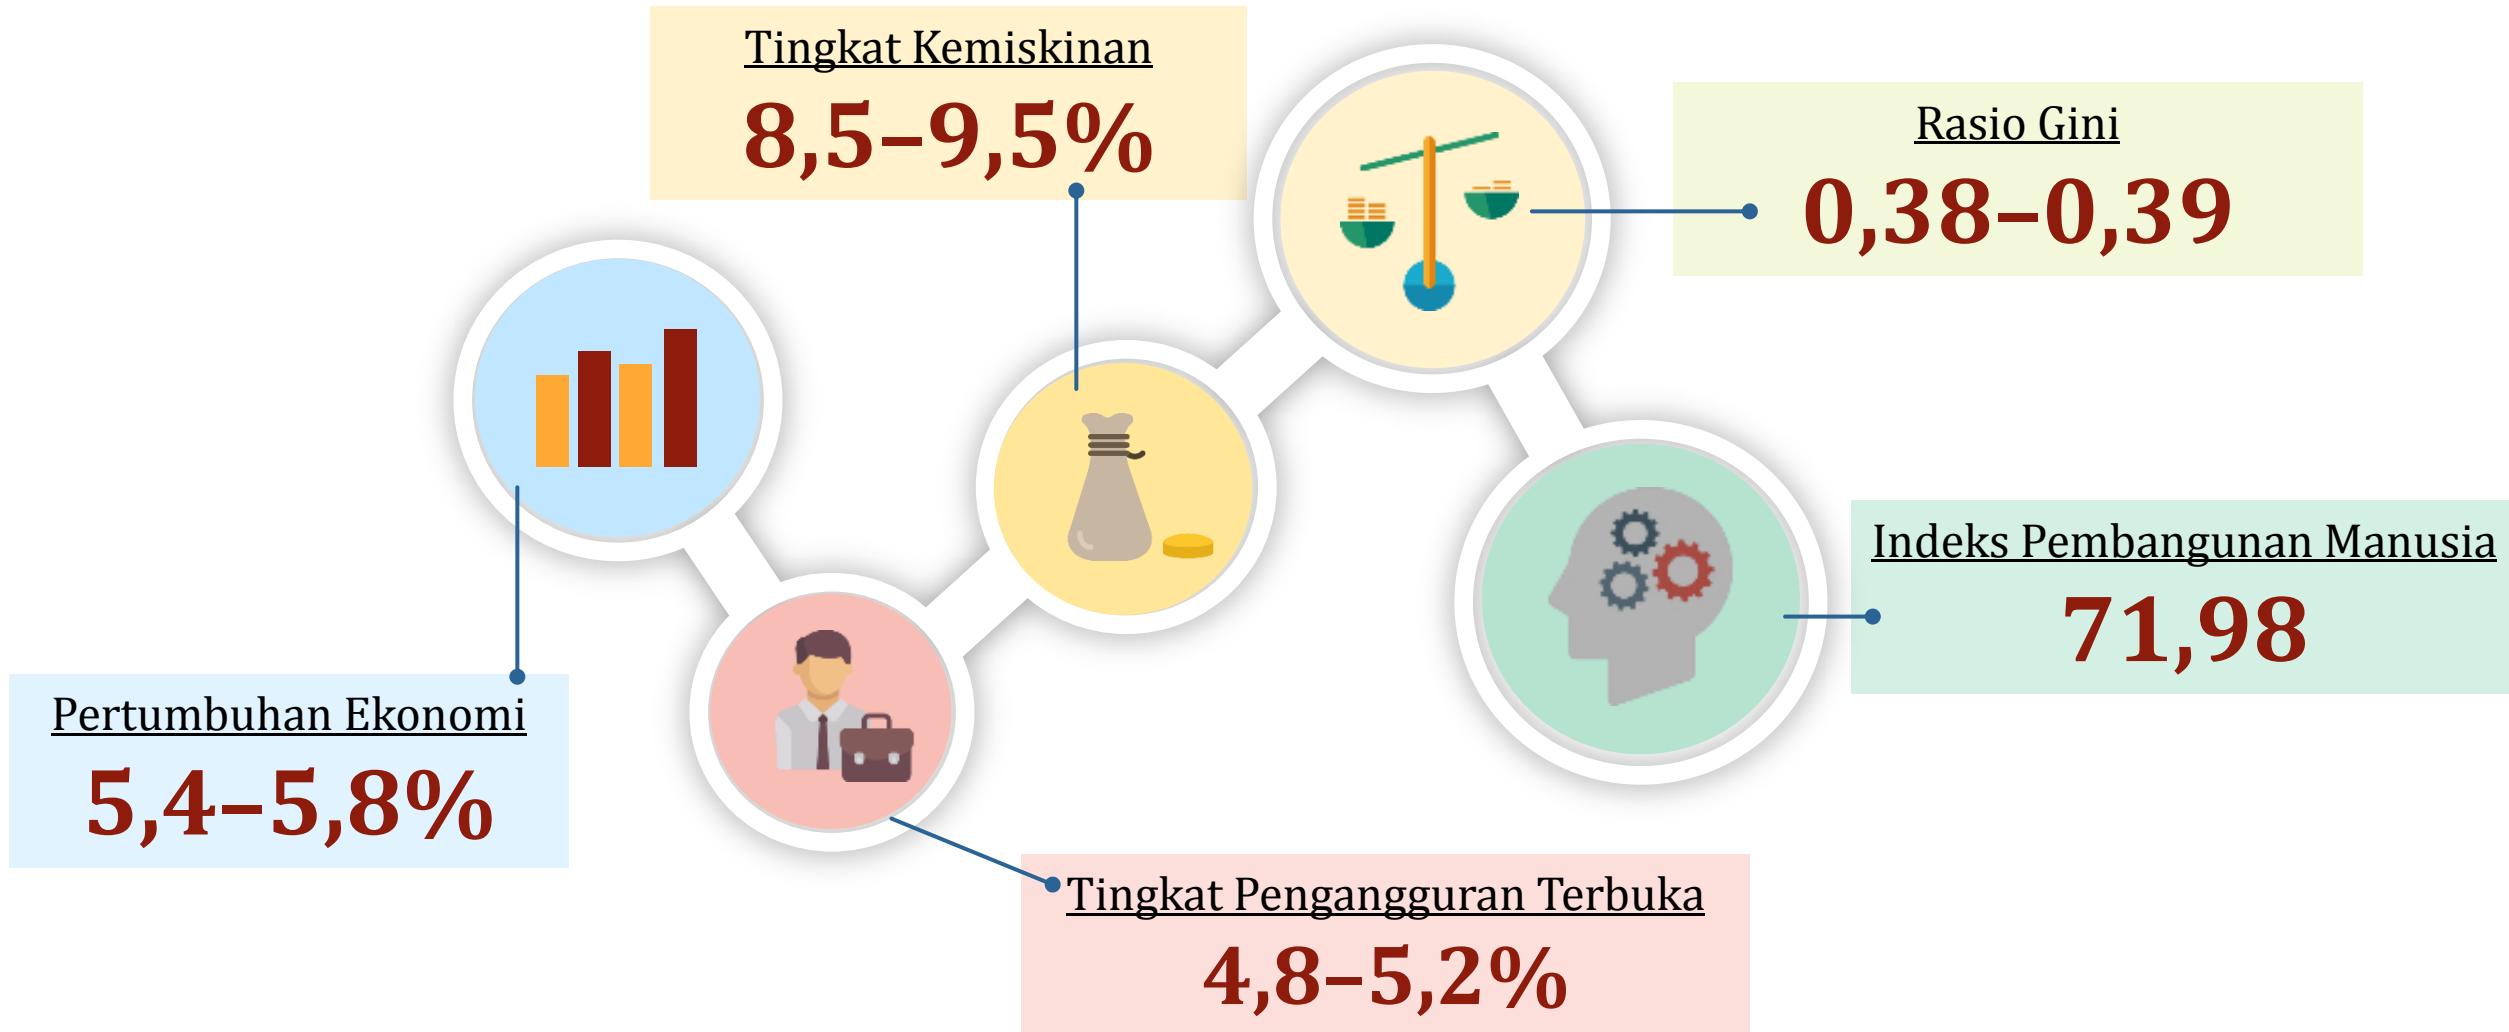 Tingkat Kemiskinan
8,5–9,5%
Rasio Gini
0,38–0,39
Indeks Pembangunan Manusia
71,98
Pertumbuhan Ekonomi
5,4–5,8%
Tingkat Pengangguran Terbuka
4,8–5,2%